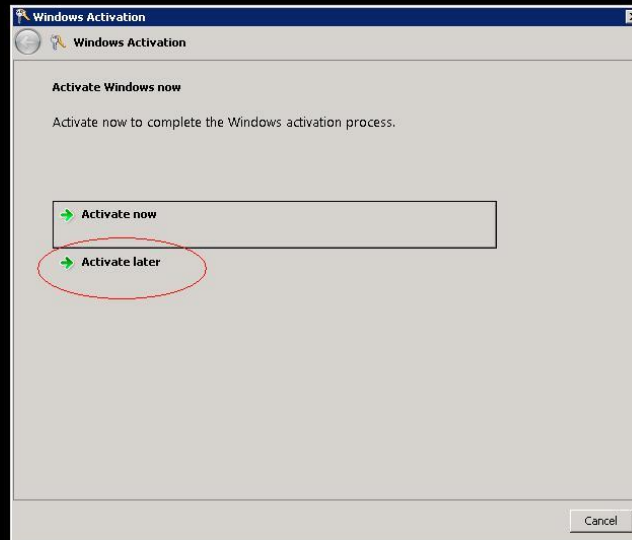 Windows Activation
Windows Activation
Activate Windows now
Activate now to complete the Windows activation process.
Activate now
Activate later
Cancel